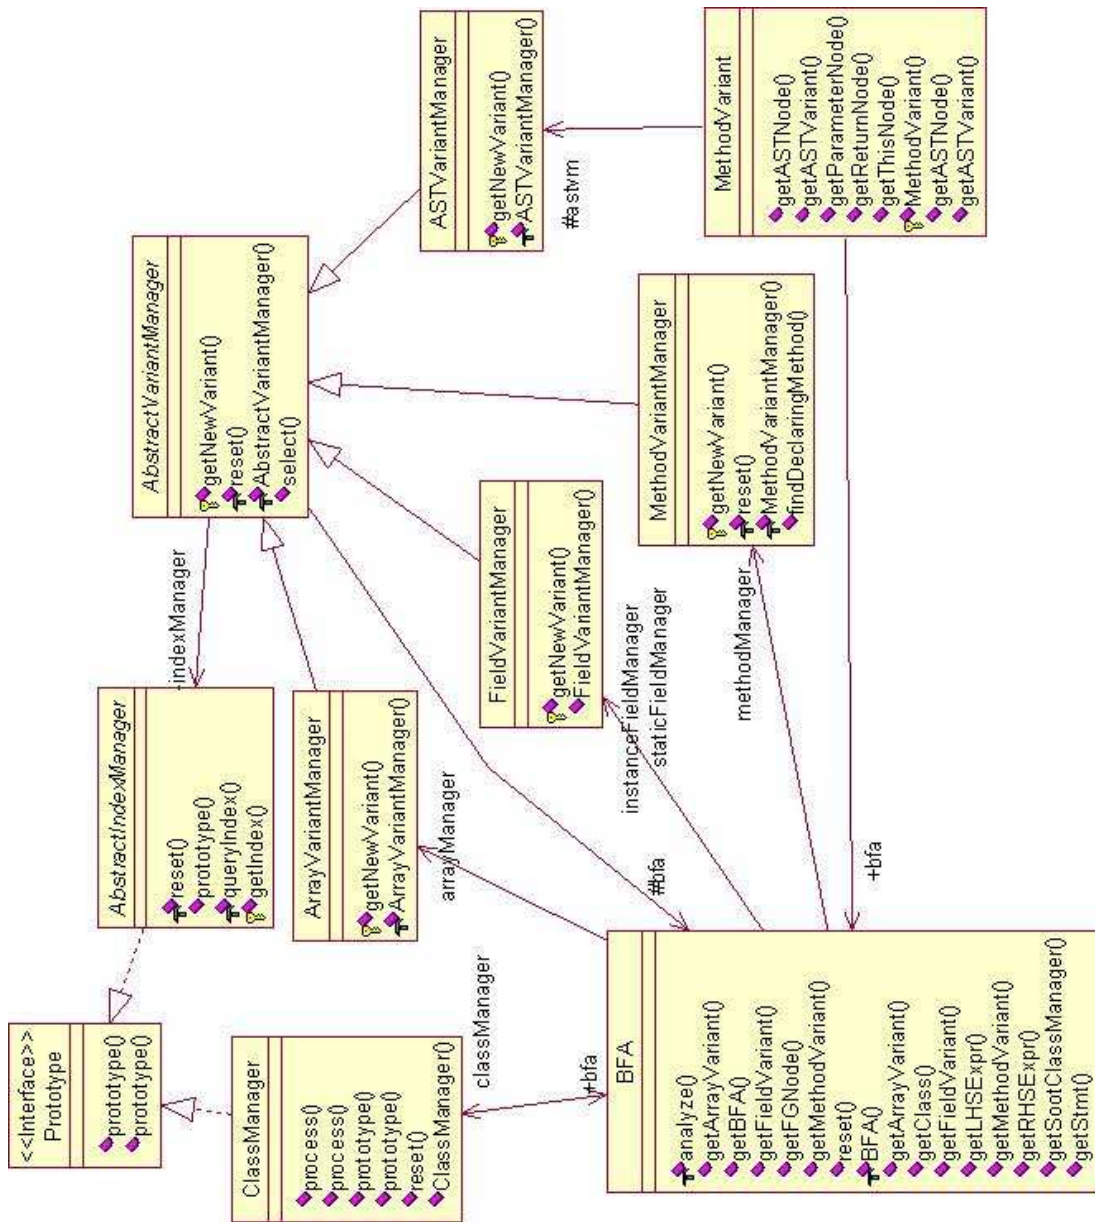 <<Interface>>
Prototype
prototype()
prototype()
ClassManager
process()
process()
prototype()
prototype()
reset()
ClassManager()
AbstractIndexManager
reset()
prototype()
queryIndex()
getIndex()
-indexManager
AbstractVariantManager
getNewVariant()
reset()
AbstractVariantManager()
select()
ArrayVariantManager
getNewVariant()
ArrayVariantManager()
arrayManager
classManager
+bfa
FieldVariantManager
getNewVariant()
FieldVariantManager()
instanceFieldManager
staticFieldManager
#bfa
ASTVariantManager
getNewVariant()
ASTVariantManager()
#astvm
MethodVariantManager
getNewVariant()
reset()
MethodVariantManager()
findDeclaringMethod()
methodManager
MethodVariant
getASTNode()
getASTVariant()
getParameterNode()
getReturnNode()
getThisNode()
MethodVariant()
getASTNode()
getASTVariant()
+bfa
BFA
analyze()
getArrayVariant()
getBFA()
getFieldVariant()
getFGNode()
getMethodVariant()
reset()
BFA()
getArrayVariant()
getClass()
getFieldVariant()
getLHSExpr()
getMethodVariant()
getRHSExpr()
getSootClassManager()
getStmt()